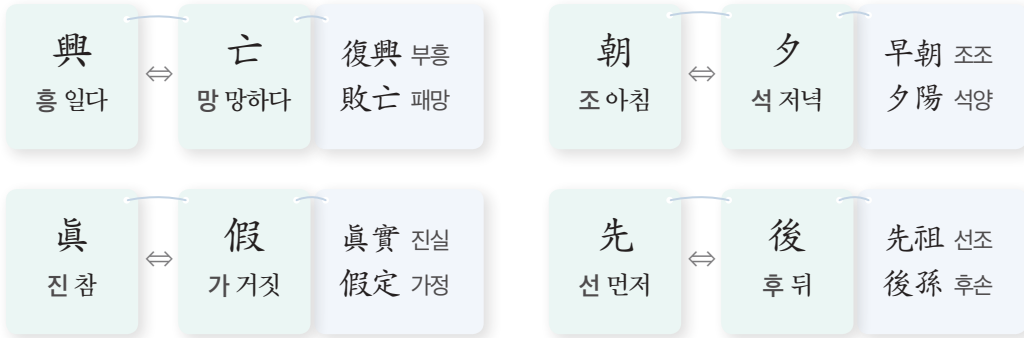 興
흥 일다
⇔
亡
망 망하다
復興 부흥
敗亡 패망
朝
조 아침
⇔
夕
석 저녁
早朝 조조
夕陽 석양
眞
진 참
⇔
假
가 거짓
眞實 진실
假定 가정
先
선 먼저
⇔
後
후 뒤
先祖 선조
後孫 후손